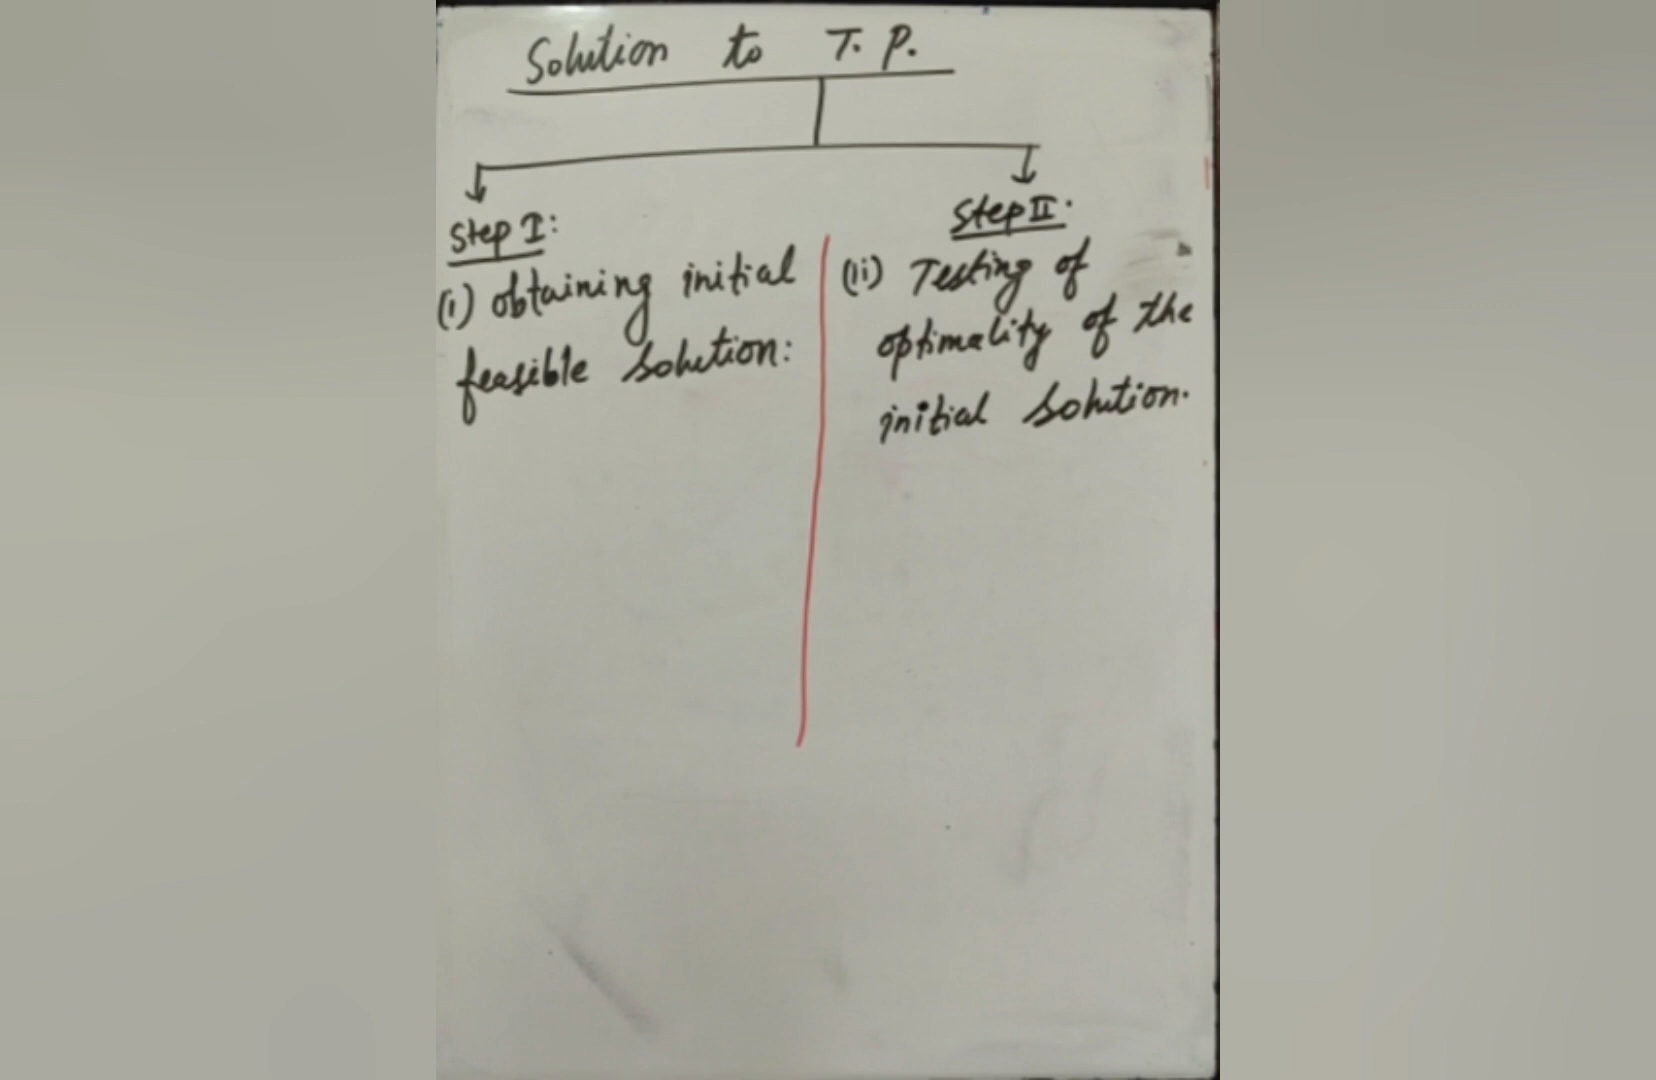 Solution to T. P.
Step I:
(i) obtaining initial
feasible solution:
Step II.
(ii) Testing of
optimality of the
initial solution.